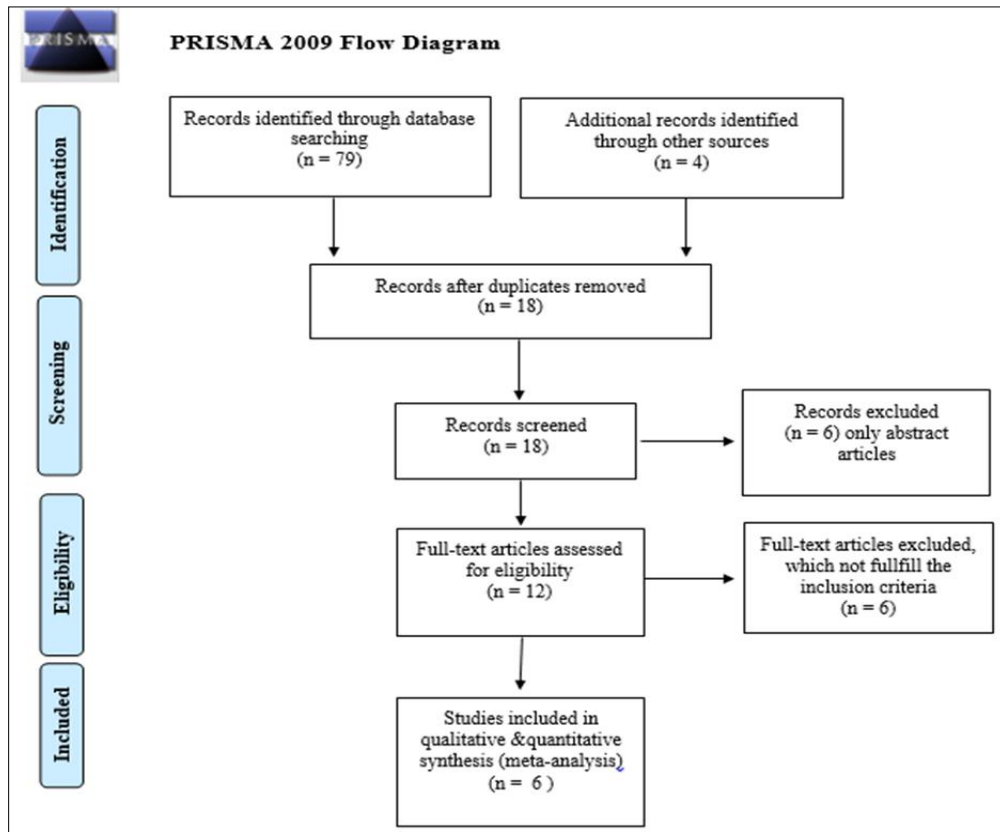 PRISMA
PRISMA 2009 Flow Diagram
Identification
Records identified through database
searching
(n = 79)
Additional records identified
through other sources
(n = 4)
Records after duplicates removed
(n = 18)
Screening
Records screened
(n = 18)
Records excluded
(n = 6) only abstract
articles
Eligibility
Full-text articles assessed
for eligibility
(n = 12)
Full-text articles excluded,
which not fullfill the
inclusion criteria
(n = 6)
Included
Studies included in
qualitative &quantitative
synthesis (meta-analysis)
(n = 6 )